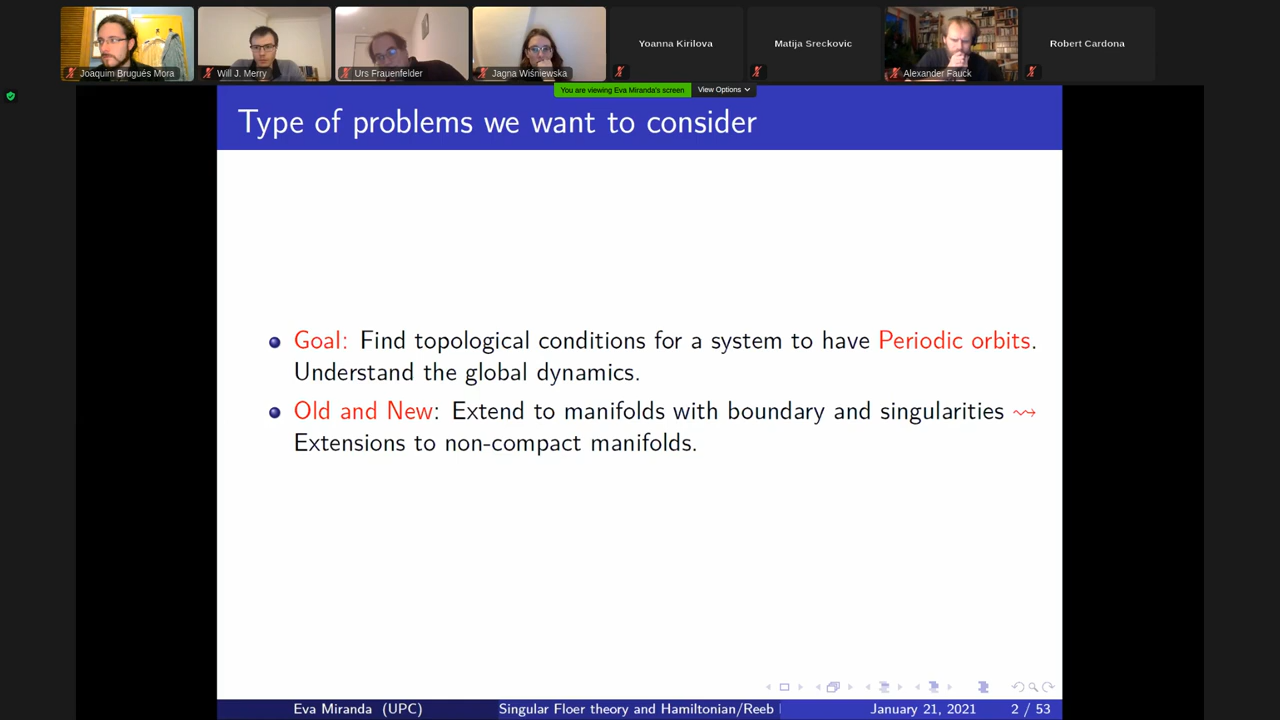 Joaquim Brugués Mora
Will J. Merry
Urs Frauenfelder
Jagna Wiśniewska
Yoanna Kirilova
Matija Sreckovic
Alexander Fauck
Robert Cardona
You are viewing Eva Miranda's screen
View Options
Type of problems we want to consider
Goal: Find topological conditions for a system to have Periodic orbits.
Understand the global dynamics.
Old and New: Extend to manifolds with boundary and singularities ⇝
Extensions to non-compact manifolds.
Eva Miranda (UPC)
Singular Floer theory and Hamiltonian/Reeb
January 21, 2021
2 / 53